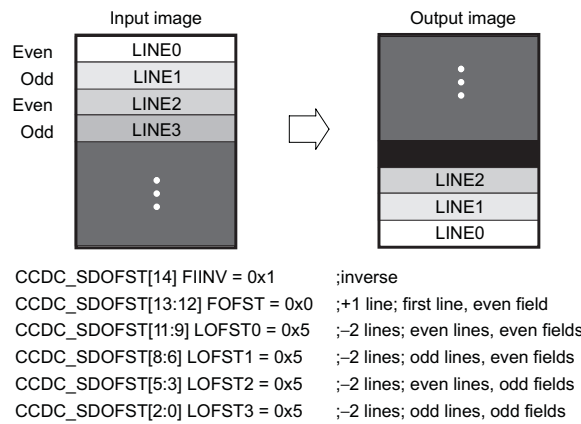 Input image
Output image
Even LINE0
Odd LINE1
Even LINE2
Odd LINE3
LINE2
LINE1
LINE0
CCDC_SDOFST[14] FIINV = 0x1 ;inverse
CCDC_SDOFST[13:12] FOFST = 0x0 ;+1 line; first line, even field
CCDC_SDOFST[11:9] LOFST0 = 0x5 ;–2 lines; even lines, even fields
CCDC_SDOFST[8:6] LOFST1 = 0x5 ;–2 lines; odd lines, even fields
CCDC_SDOFST[5:3] LOFST2 = 0x5 ;–2 lines; even lines, odd fields
CCDC_SDOFST[2:0] LOFST3 = 0x5 ;–2 lines; odd lines, odd fields